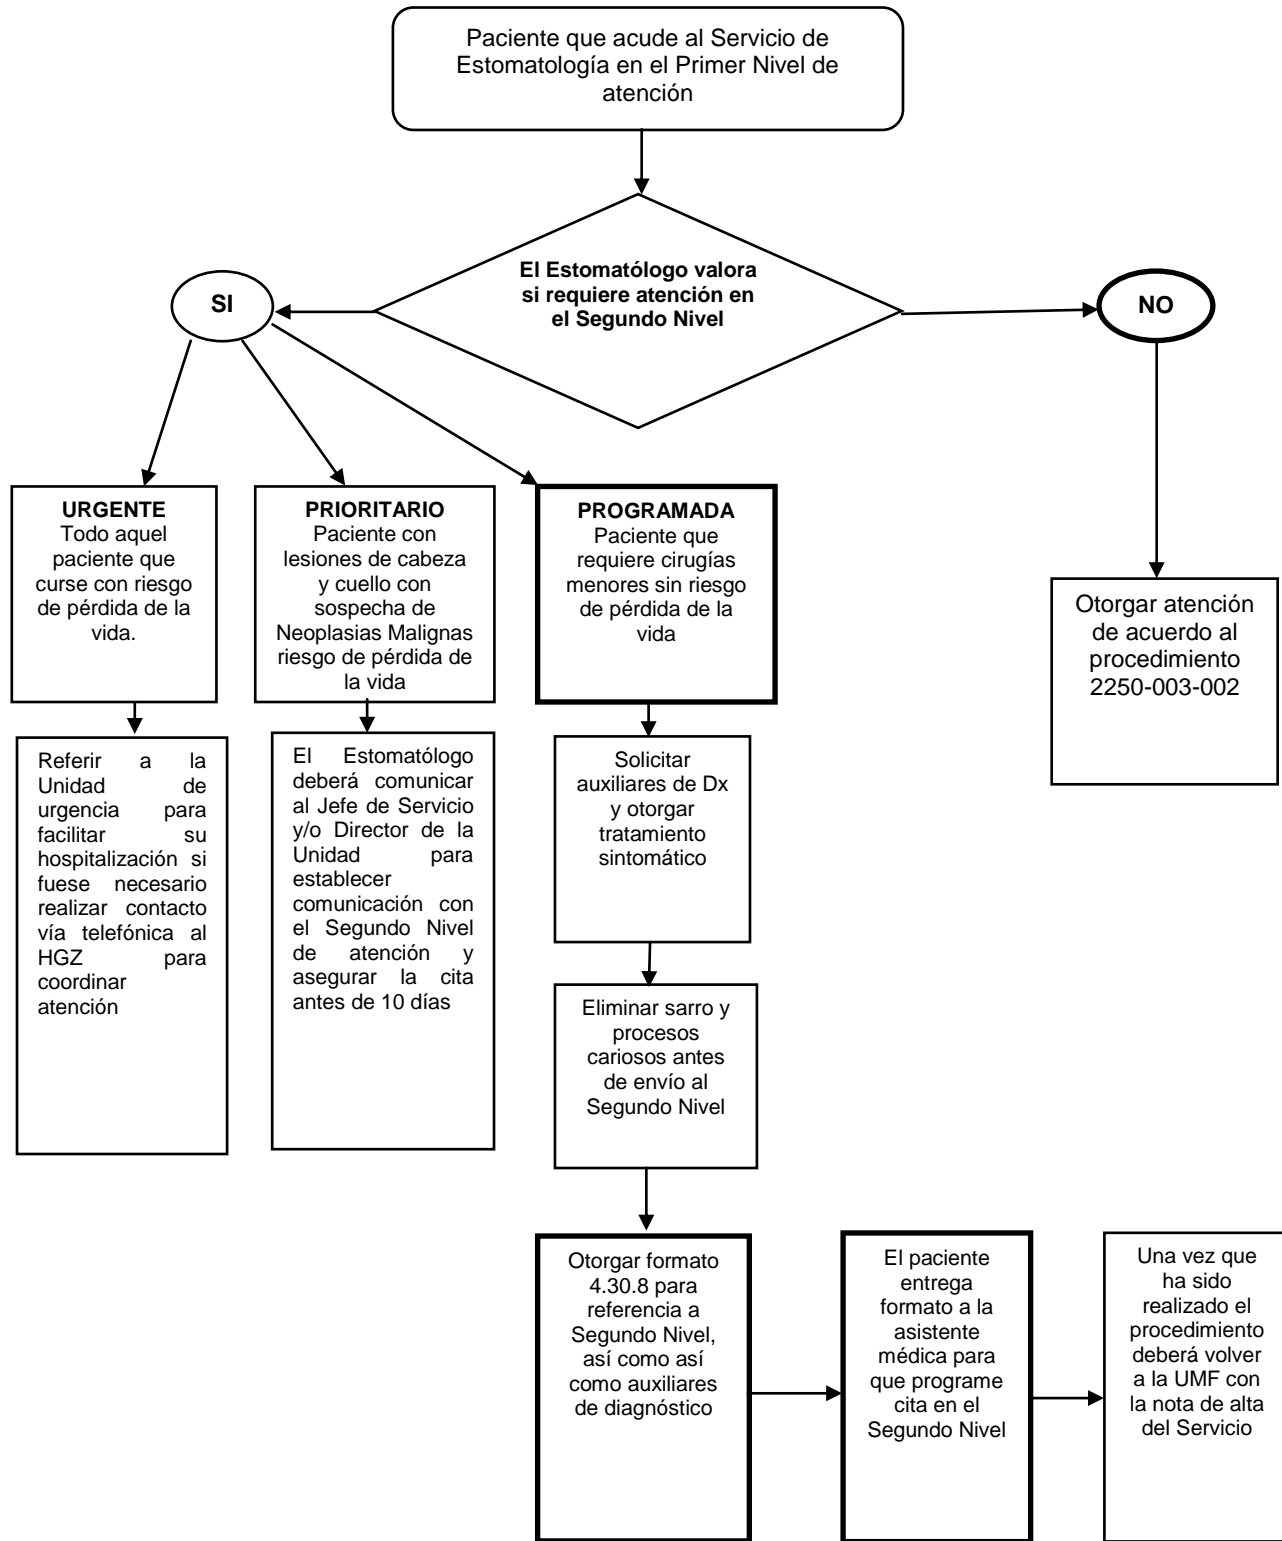 Paciente que acude al Servicio de
Estomatología en el Primer Nivel de
atención
El Estomatólogo valora
si requiere atención en
el Segundo Nivel
SI
NO
URGENTE
Todo aquel
paciente que
curse con riesgo
de pérdida de la
vida.
PRIORITARIO
Paciente con
lesiones de cabeza
y cuello con
sospecha de
Neoplasias Malignas
riesgo de pérdida de
la vida
PROGRAMADA
Paciente que
requiere cirugías
menores sin riesgo
de pérdida de la
vida
Otorgar atención
de acuerdo al
procedimiento
2250-003-002
Referir a la
Unidad de
urgencia para
facilitar su
hospitalización si
fuese necesario
realizar contacto
vía telefónica al
HGZ para
coordinar
atención
El Estomatólogo
deberá comunicar
al Jefe de Servicio
y/o Director de la
Unidad para
establecer
comunicación con
el Segundo Nivel
de atención y
asegurar la cita
antes de 10 días
Solicitar
auxiliares de Dx
y otorgar
tratamiento
sintomático
Eliminar sarro y
procesos
cariosos antes
de envío al
Segundo Nivel
Otorgar formato
4.30.8 para
referencia a
Segundo Nivel,
así como así
como auxiliares
de diagnóstico
El paciente
entrega
formato a la
asistente
médica para
que programe
cita en el
Segundo Nivel
Una vez que
ha sido
realizado el
procedimiento
deberá volver
a la UMF con
la nota de alta
del Servicio